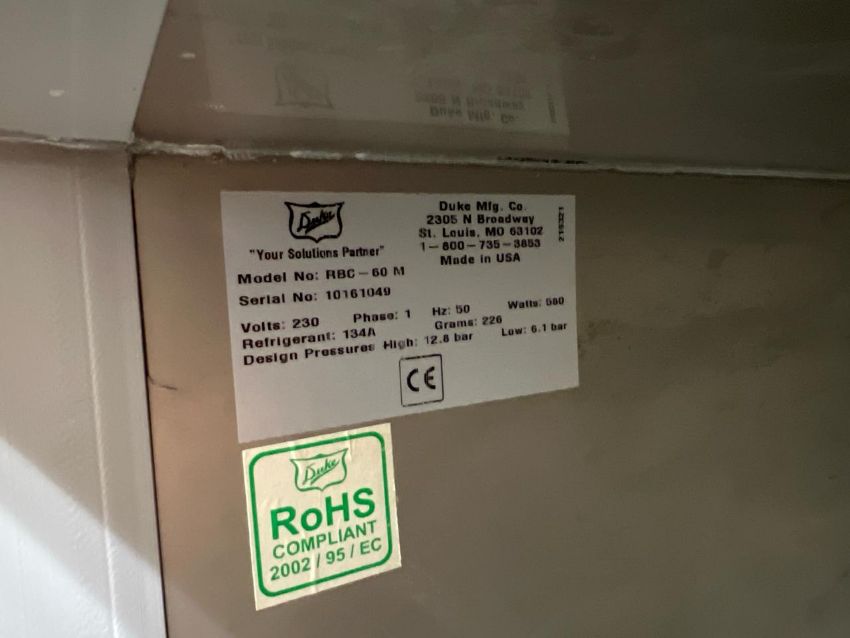 Duke
"Your Solutions Partner"
Duke Mfg. Co.
2305 N Broadway
St. Louis, MO 63102
1-800-735-3853
Made in USA
216321
Model No: RBC-60 M
Serial No: 10161049
Volts: 230 Phase: 1 Hz: 50 Watts: 560
Refrigerant: 134A Grams: 226
Design Pressures High: 12.8 bar Low: 6.1 bar
CE
Duke
RoHS
COMPLIANT
2002 / 95 / EC